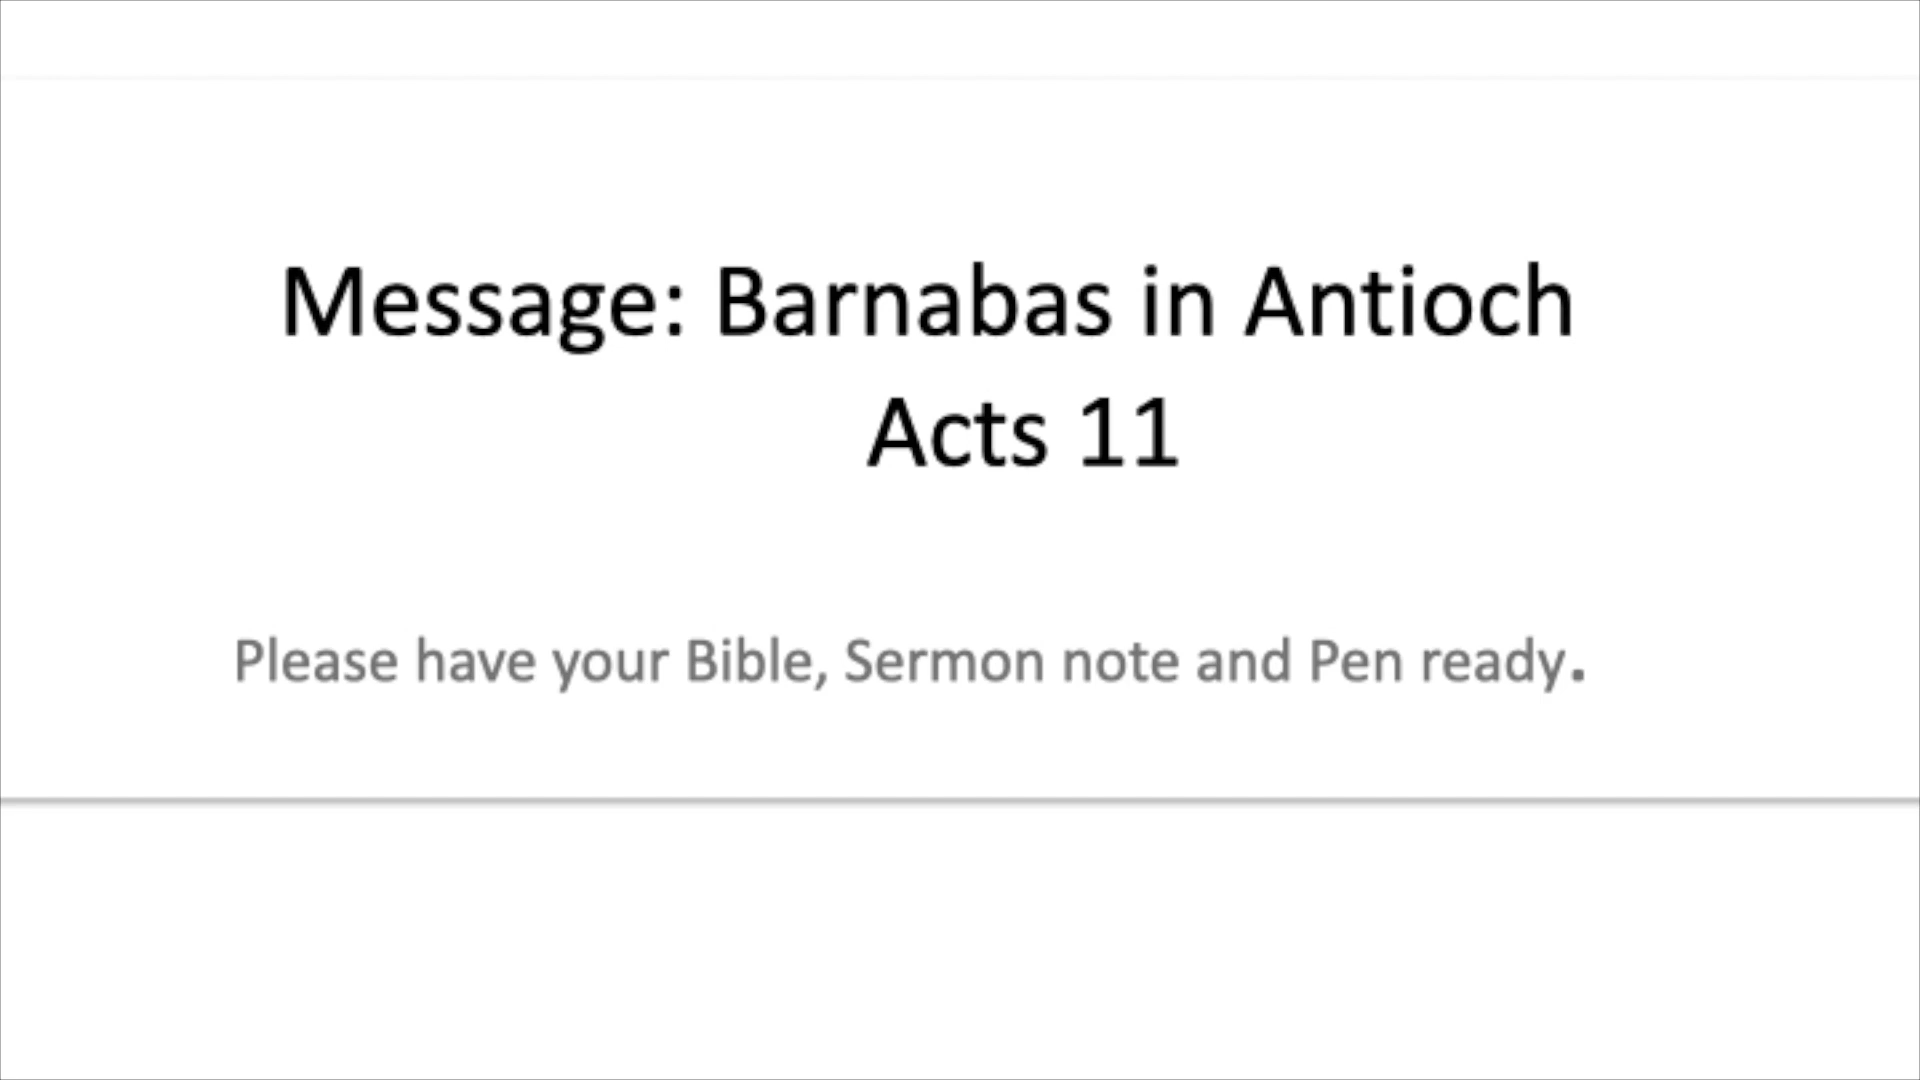 Message: Barnabas in Antioch
Acts 11
Please have your Bible, Sermon note and Pen ready.